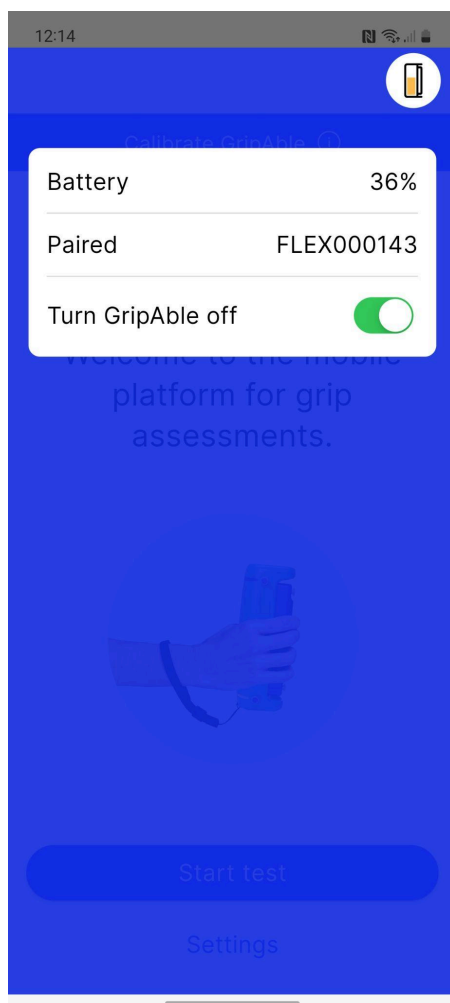 12:14
Calibrate GripAble
Battery 36%
Paired FLEX000143
Turn GripAble off
Welcome to the mobile
platform for grip
assessments.
Start test
Settings